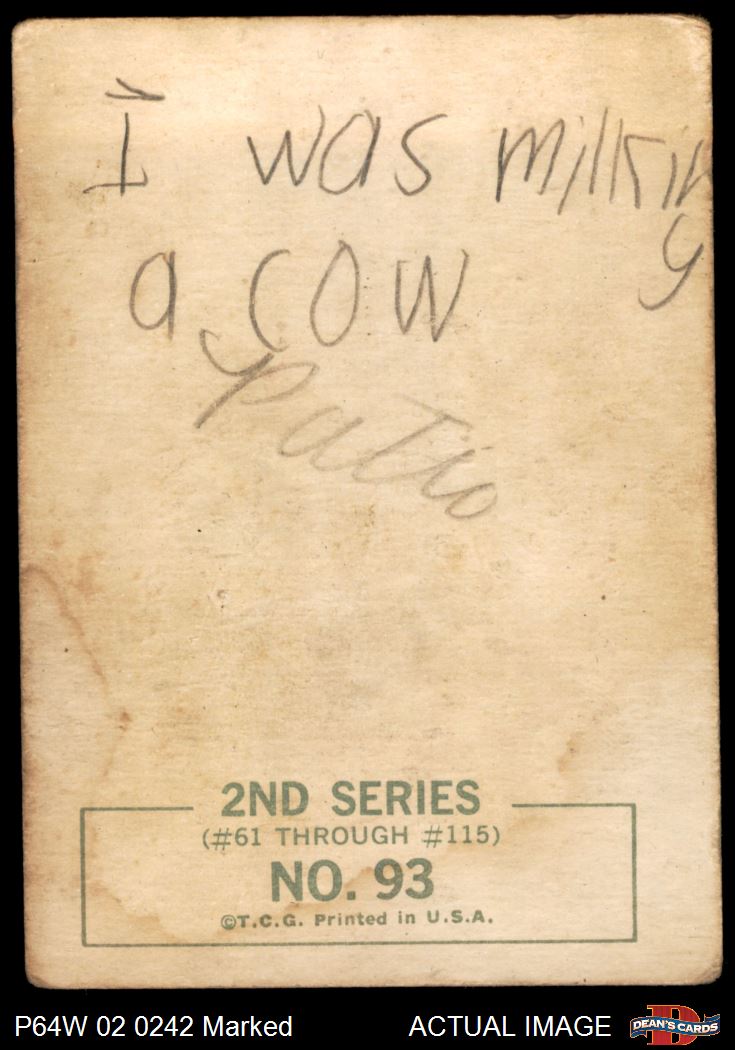 I was milkin
g
a cow
Patio
2ND SERIES
(#61 THROUGH #115)
NO. 93
©T.C.G. Printed in U.S.A.
P64W 02 0242 Marked
ACTUAL IMAGE
D
DEAN'S CARDS